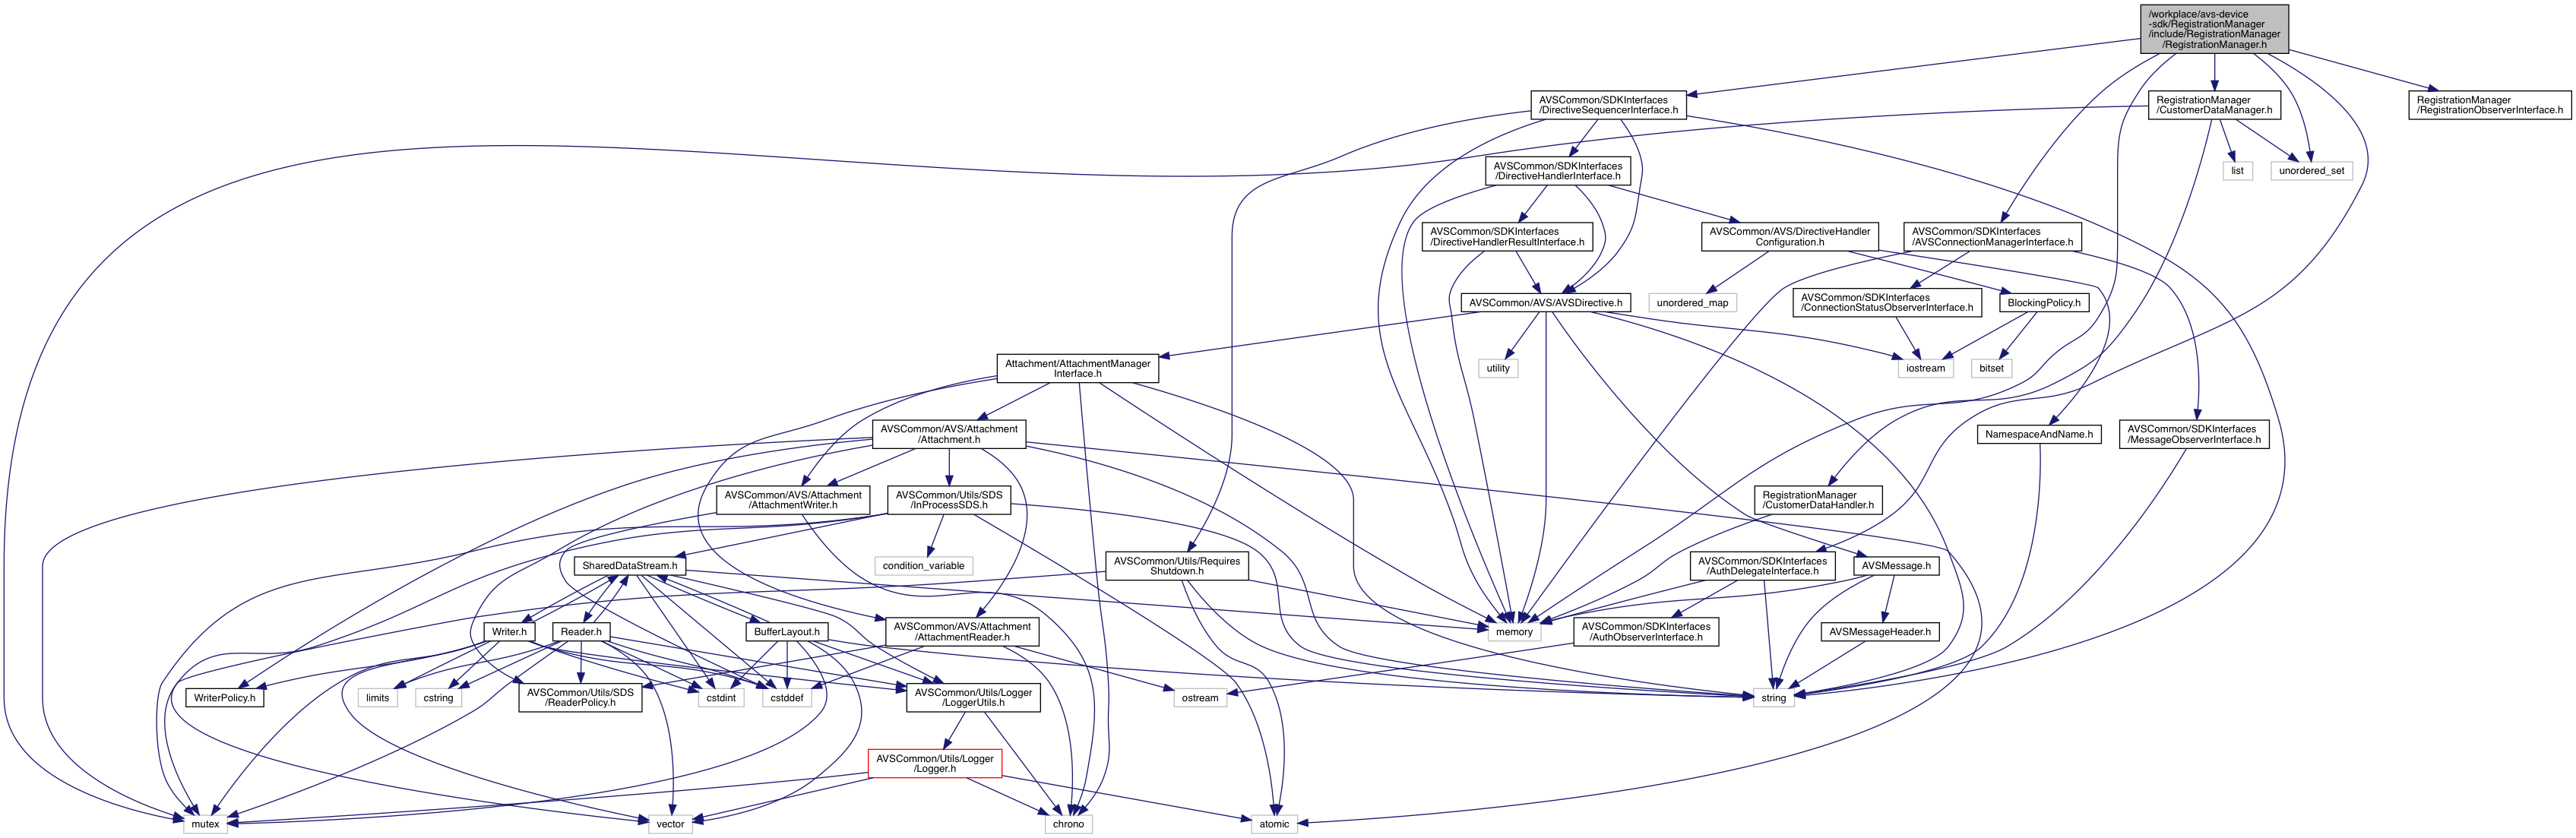 /workplace/avs-device
-sdk/RegistrationManager
/include/RegistrationManager
/RegistrationManager.h
AVSCommon/SDKInterfaces
/DirectiveSequencerInterface.h
RegistrationManager
/CustomerDataManager.h
RegistrationManager
/RegistrationObserverInterface.h
AVSCommon/SDKInterfaces
/DirectiveHandlerInterface.h
list
unordered_set
AVSCommon/SDKInterfaces
/DirectiveHandlerResultInterface.h
AVSCommon/AVS/DirectiveHandler
Configuration.h
AVSCommon/SDKInterfaces
/AVSConnectionManagerInterface.h
AVSCommon/AVS/AVSDirective.h
unordered_map
AVSCommon/SDKInterfaces
/ConnectionStatusObserverInterface.h
BlockingPolicy.h
Attachment/AttachmentManager
Interface.h
utility
iostream
bitset
AVSCommon/AVS/Attachment
/Attachment.h
NamespaceAndName.h
AVSCommon/SDKInterfaces
/MessageObserverInterface.h
AVSCommon/AVS/Attachment
/AttachmentWriter.h
AVSCommon/Utils/SDS
/InProcessSDS.h
RegistrationManager
/CustomerDataHandler.h
SharedDataStream.h
condition_variable
AVSCommon/Utils/Requires
Shutdown.h
AVSCommon/SDKInterfaces
/AuthDelegateInterface.h
AVSMessage.h
Writer.h
Reader.h
BufferLayout.h
AVSCommon/AVS/Attachment
/AttachmentReader.h
memory
AVSCommon/SDKInterfaces
/AuthObserverInterface.h
AVSMessageHeader.h
WriterPolicy.h
limits
cstring
AVSCommon/Utils/SDS
/ReaderPolicy.h
cstdint
cstddef
AVSCommon/Utils/Logger
/LoggerUtils.h
ostream
string
AVSCommon/Utils/Logger
/Logger.h
mutex
vector
chrono
atomic